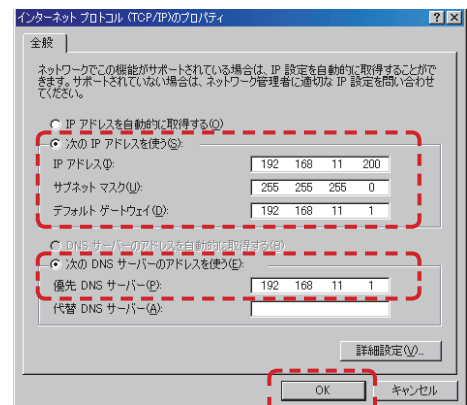 インターネット プロトコル (TCP/IP)のプロパティ
全般
ネットワークでこの機能がサポートされている場合は、IP 設定を自動的に取得することがで
きます。サポートされていない場合は、ネットワーク管理者に適切な IP 設定を問い合わせ
てください。
IP アドレスを自動的に取得する(O)
次の IP アドレスを使う(S):
IP アドレス(I): 192 168 11 200
サブネット マスク(U): 255 255 255 0
デフォルト ゲートウェイ(D): 192 168 11 1
DNS サーバーのアドレスを自動的に取得する(B)
次の DNS サーバーのアドレスを使う(E):
優先 DNS サーバー(P): 192 168 11 1
代替 DNS サーバー(A):
詳細設定(V)...
OK キャンセル